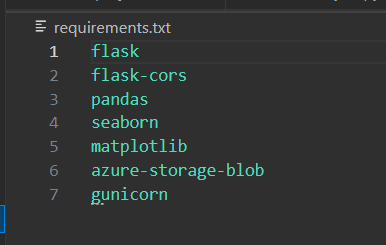 requirements.txt
1 flask
2 flask-cors
3 pandas
4 seaborn
5 matplotlib
6 azure-storage-blob
7 gunicorn